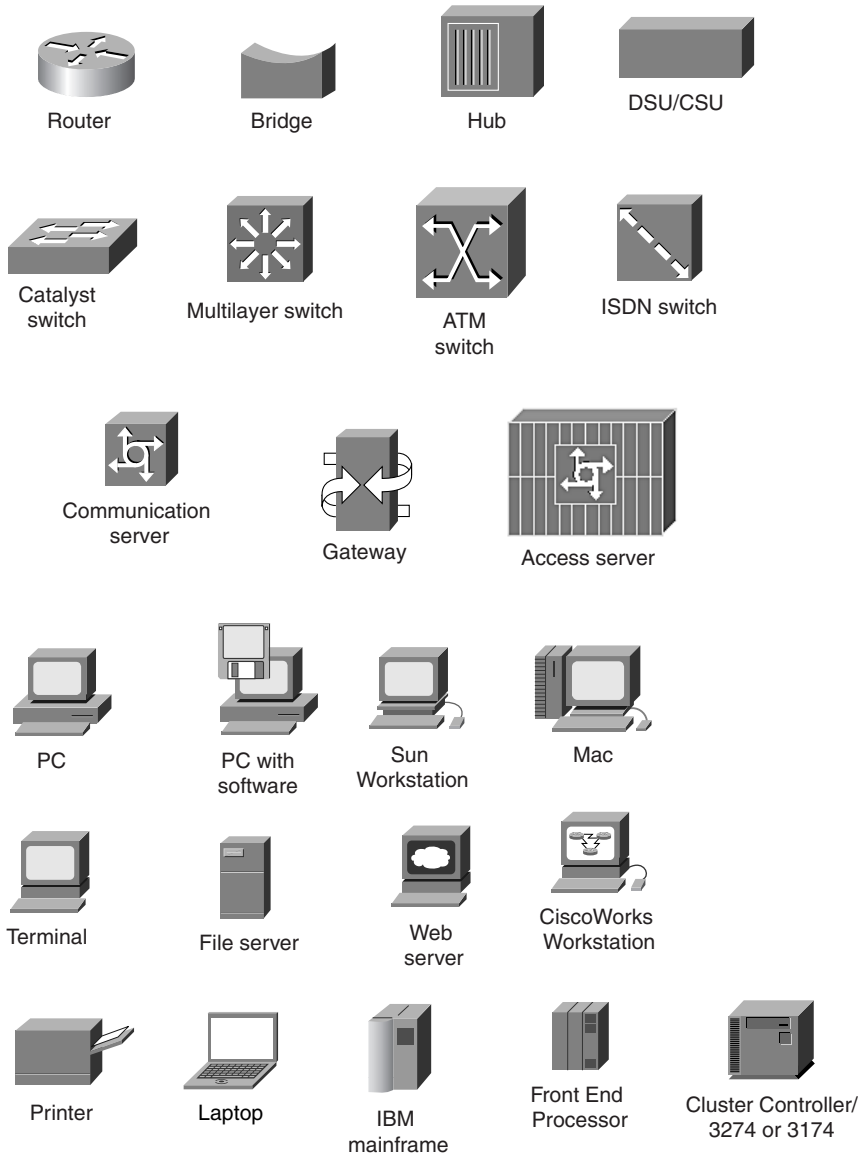 Router
Bridge
Hub
DSU/CSU
Catalyst
switch
Multilayer switch
ATM
switch
ISDN switch
Communication
server
Gateway
Access server
PC
PC with
software
Sun
Workstation
Mac
Terminal
File server
Web
server
CiscoWorks
Workstation
Printer
Laptop
IBM
mainframe
Front End
Processor
Cluster Controller/
3274 or 3174